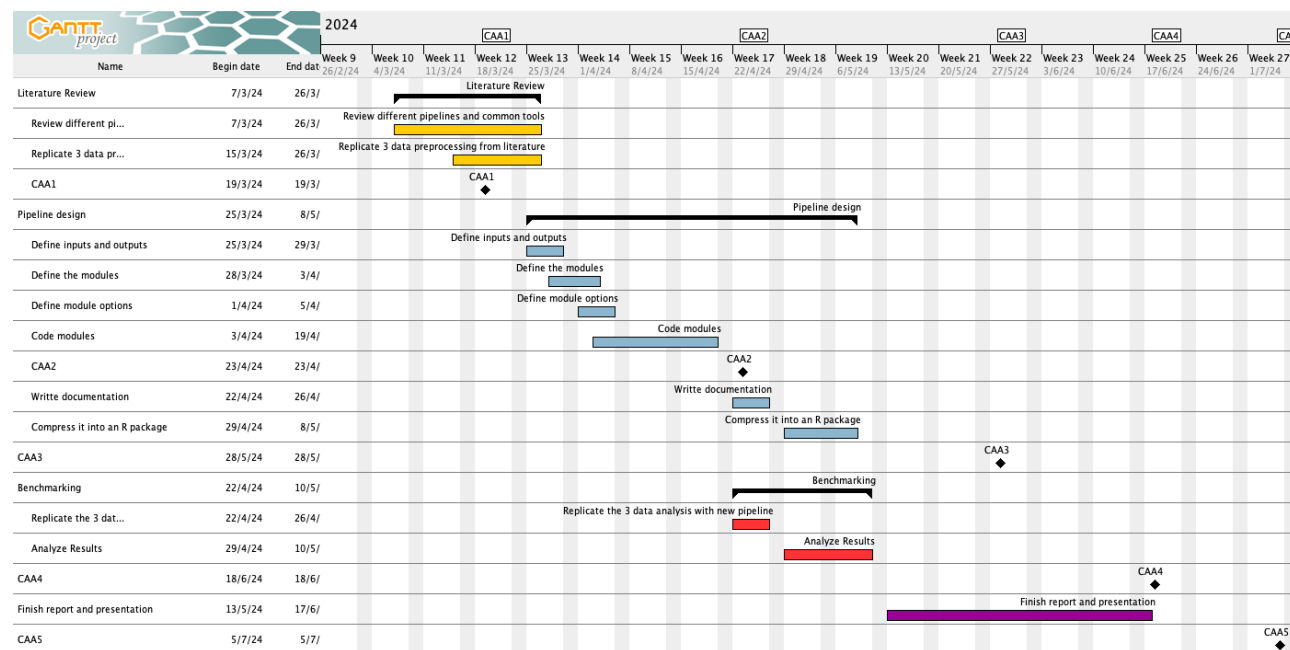 GANTT
project
2024
CAA1 CAA2 CAA3 CAA4 CA
Week 9 Week 10 Week 11 Week 12 Week 13 Week 14 Week 15 Week 16 Week 17 Week 18 Week 19 Week 20 Week 21 Week 22 Week 23 Week 24 Week 25 Week 26 Week 27
Name Begin date End dat 26/2/24 4/3/24 11/3/24 18/3/24 25/3/24 1/4/24 8/4/24 15/4/24 22/4/24 29/4/24 6/5/24 13/5/24 20/5/24 27/5/24 3/6/24 10/6/24 17/6/24 24/6/24 1/7/24
Literature Review 7/3/24 26/3/ Literature Review
Review different pi... 7/3/24 26/3/ Review different pipelines and common tools
Replicate 3 data pr... 15/3/24 26/3/ Replicate 3 data preprocessing from literature
CAA1 19/3/24 19/3/ CAA1
Pipeline design 25/3/24 8/5/ Pipeline design
Define inputs and outputs 25/3/24 29/3/ Define inputs and outputs
Define the modules 28/3/24 3/4/ Define the modules
Define module options 1/4/24 5/4/ Define module options
Code modules 3/4/24 19/4/ Code modules
CAA2 23/4/24 23/4/ CAA2
Writte documentation 22/4/24 26/4/ Writte documentation
Compress it into an R package 29/4/24 8/5/ Compress it into an R package
CAA3 28/5/24 28/5/ CAA3
Benchmarking 22/4/24 10/5/ Benchmarking
Replicate the 3 dat... 22/4/24 26/4/ Replicate the 3 data analysis with new pipeline
Analyze Results 29/4/24 10/5/ Analyze Results
CAA4 18/6/24 18/6/ CAA4
Finish report and presentation 13/5/24 17/6/ Finish report and presentation
CAA5 5/7/24 5/7/ CAA5